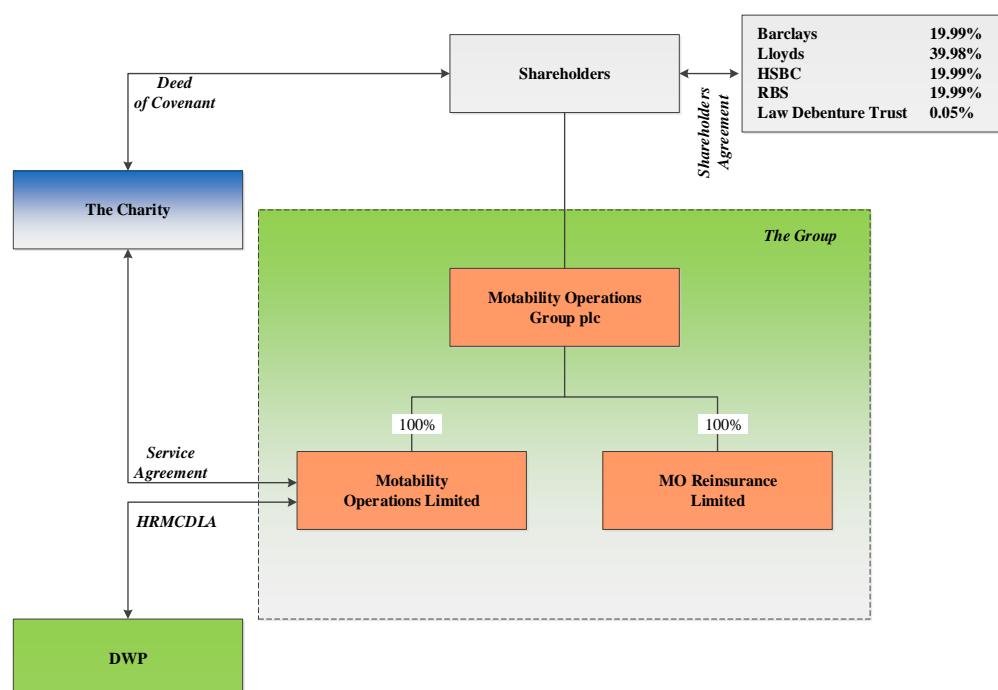 Barclays 19.99%
Lloyds 39.98%
HSBC 19.99%
RBS 19.99%
Law Debenture Trust 0.05%
Shareholders
Deed
of Covenant
Shareholders
Agreement
The Charity
The Group
Motability Operations
Group plc
100%
100%
Service
Agreement
Motability
Operations Limited
MO Reinsurance
Limited
HRMCDLA
DWP